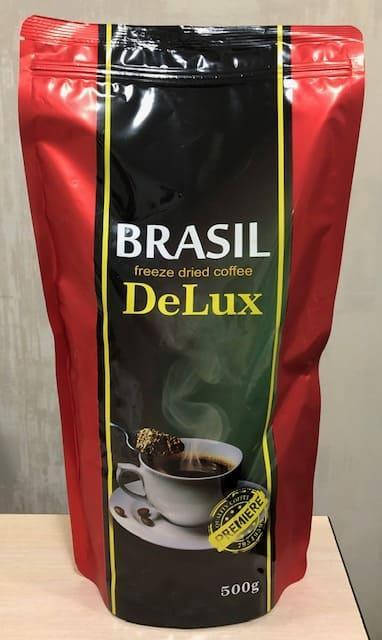 BRASIL
freeze dried coffee
DeLux
PREMIERE
500g